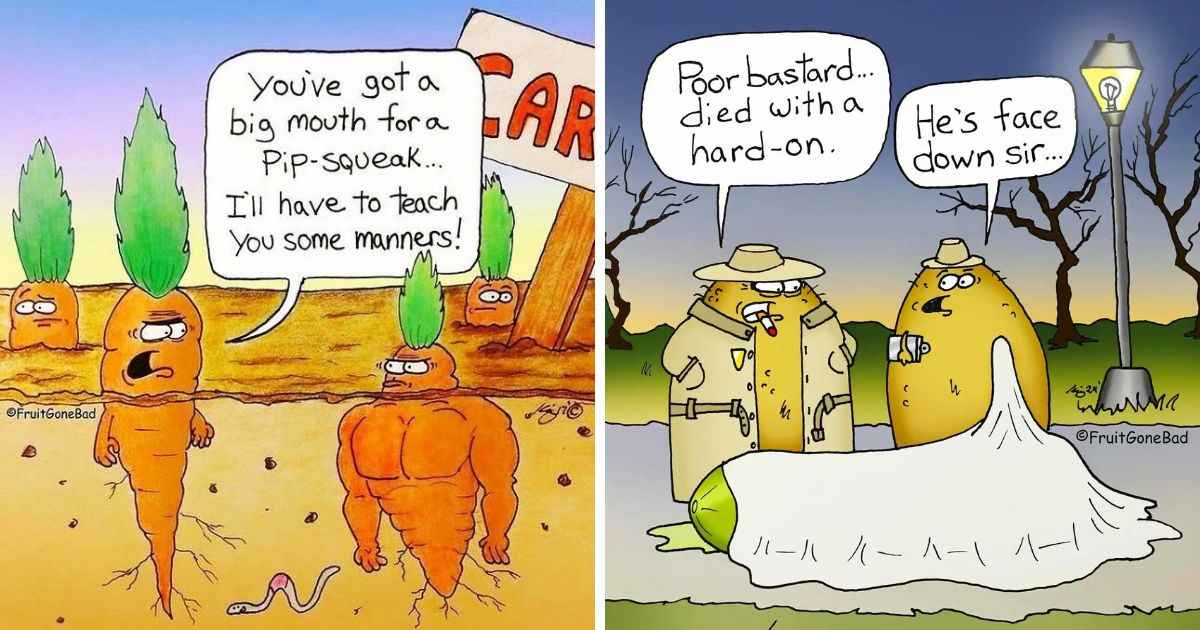 You've got a
big mouth for a
Pip-squeak...
I'll have to teach
You some manners!
CAR
©FruitGoneBad
Poor bastard...
died with a
hard-on.
He's face
down sir...
©FruitGoneBad